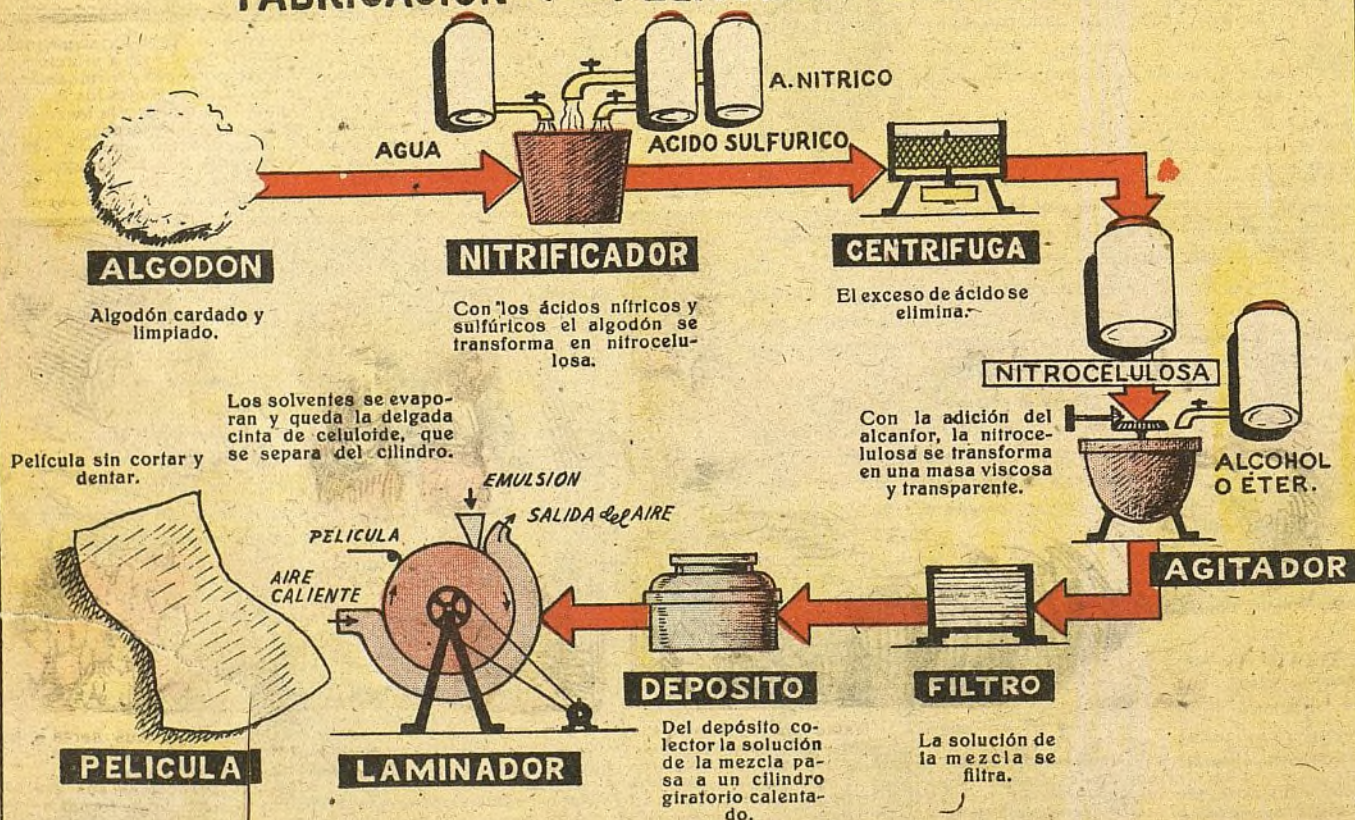 FABRICACION
A. NITRICO
AGUA
ACIDO SULFURICO
ALGODON
Algodón cardado y
limpiado.
NITRIFICADOR
Con los ácidos nítricos y
sulfúricos el algodón se
transforma en nitrocelu-
losa.
CENTRIFUGA
El exceso de ácido se
elimina.
NITROCELULOSA
Con la adición del
alcanfor, la nitroce-
lulosa se transforma
en una masa viscosa
y transparente.
ALCOHOL
O ÉTER.
AGITADOR
FILTRO
La solución de
la mezcla se
filtra.
DEPOSITO
Del depósito co-
lector la solución
de la mezcla pa-
sa a un cilindro
giratorio calenta-
do.
EMULSION
SALIDA del AIRE
PELICULA
AIRE
CALIENTE
LAMINADOR
Los solventes se evapo-
ran y queda la delgada
cinta de celuloide, que
se separa del cilindro.
Película sin cortar y
dentar.
PELICULA